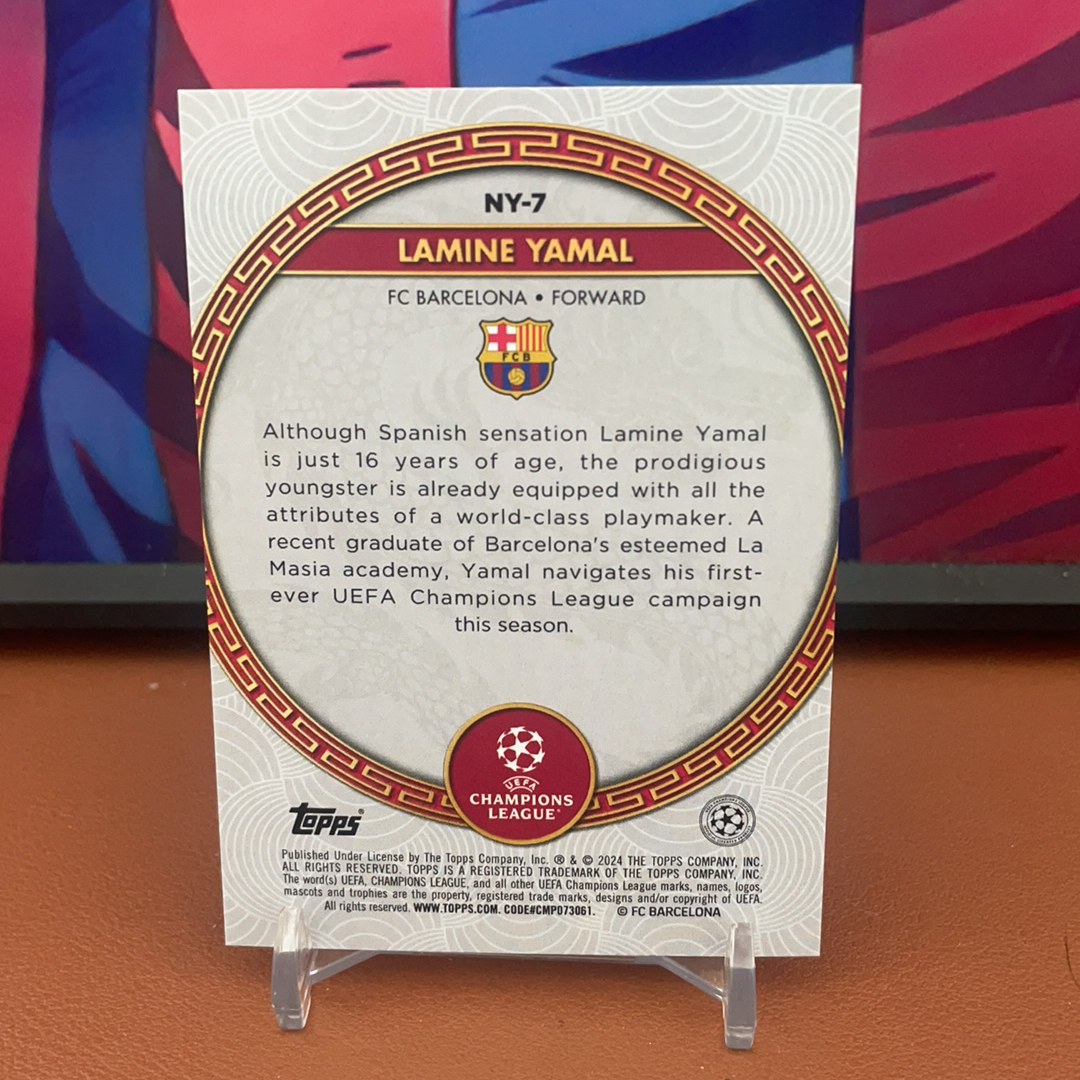 NY-7
LAMINE YAMAL
FC BARCELONA • FORWARD
FCB
Although Spanish sensation Lamine Yamal
is just 16 years of age, the prodigious
youngster is already equipped with all the
attributes of a world-class playmaker. A
recent graduate of Barcelona's esteemed La
Masia academy, Yamal navigates his first-
ever UEFA Champions League campaign
this season.
UEFA
CHAMPIONS
LEAGUE®
topps®
Published Under License by The Topps Company, Inc. ® & © 2024 THE TOPPS COMPANY, INC.
ALL RIGHTS RESERVED. TOPPS IS A REGISTERED TRADEMARK OF THE TOPPS COMPANY, INC.
The word(s) UEFA, CHAMPIONS LEAGUE, and all other UEFA Champions League marks, names, logos,
mascots and trophies are the property, registered trade marks, designs and/or copyright of UEFA.
All rights reserved. WWW.TOPPS.COM. CODE#CMP073061. © FC BARCELONA